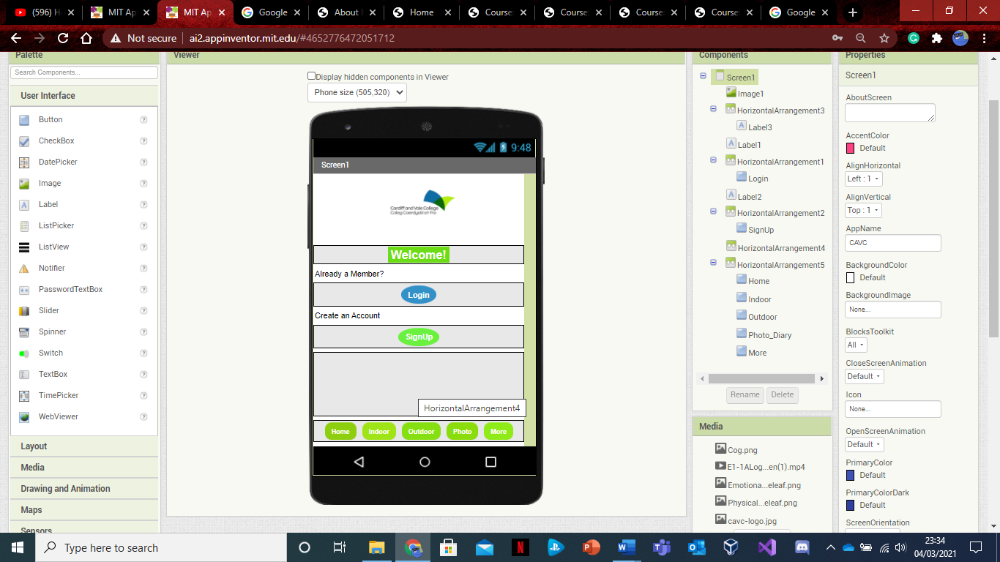 (596) H
MIT Ap
MIT Ap
Google
About
Home
Course
Course
Course
Course
Google
Not secure
ai2.appinventor.mit.edu/#4652776472051712
Palette
Search Components...
User Interface
Button
CheckBox
DatePicker
Image
Label
ListPicker
ListView
Notifier
PasswordTextBox
Slider
Spinner
Switch
TextBox
TimePicker
WebViewer
Layout
Media
Drawing and Animation
Maps
Sensors
Viewer
Display hidden components in Viewer
Phone size (505,320)
9:48
Screen1
Cardiff and Vale College
Coleg Caerdydd a'r Fro
Welcome!
Already a Member?
Login
Create an Account
SignUp
HorizontalArrangement4
Home Indoor Outdoor Photo More
Components
Screen1
Image1
HorizontalArrangement3
Label3
Label1
HorizontalArrangement1
Login
Label2
HorizontalArrangement2
SignUp
HorizontalArrangement4
HorizontalArrangement5
Home
Indoor
Outdoor
Photo_Diary
More
Rename Delete
Media
Cog.png
E1-1ALog...en(1).mp4
Emotiona...eleaf.png
Physical...eleaf.png
cavc-logo.jpg
Properties
Screen1
AboutScreen
AccentColor
Default
AlignHorizontal
Left : 1
AlignVertical
Top : 1
AppName
CAVC
BackgroundColor
Default
BackgroundImage
None...
BlocksToolkit
All
CloseScreenAnimation
Default
Icon
None...
OpenScreenAnimation
Default
PrimaryColor
Default
PrimaryColorDark
Default
ScreenOrientation
Type here to search
23:34
04/03/2021